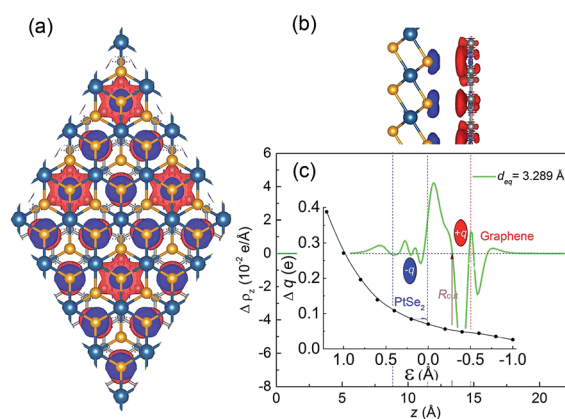 (a)
(b)
(c)
d_eq = 3.289 Å
+q
Graphene
-q
PtSe₂
R_cut
Δ ρ_z (10⁻² e/Å)
6
4
2
0
-2
-4
-6
-8
Δ q (e)
0.4
0.3
0.2
0.1
0.0
1.0
0.5
0.0
-0.5
-1.0
ε (Å)
0
5
10
15
20
z (Å)